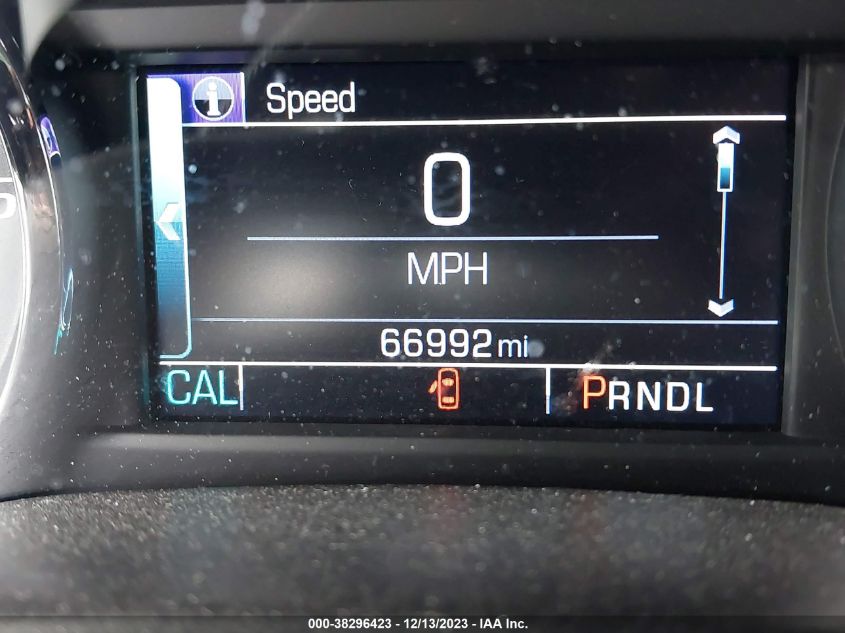 Speed
0
MPH
66992 mi
CAL PRNDL
000-38296423 - 12/13/2023 - IAA Inc.